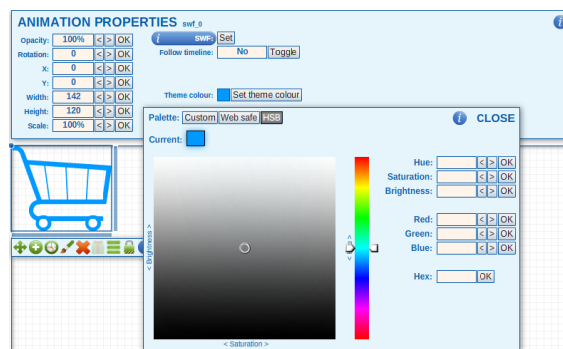 ANIMATION PROPERTIES swf_0
i
Opacity: 100% < > OK
i SWF: Set
Rotation: 0 < > OK
Follow timeline: No Toggle
X: 0 < > OK
Y: 0 < > OK
Width: 142 < > OK
Theme colour: Set theme colour
Height: 120 < > OK
Scale: 100% < > OK
Palette: Custom Web safe HSB
i CLOSE
Current:
Hue: < > OK
Saturation: < > OK
Brightness: < > OK
Red: < > OK
Green: < > OK
Blue: < > OK
Hex: OK
< Brightness >
< >
< Saturation >